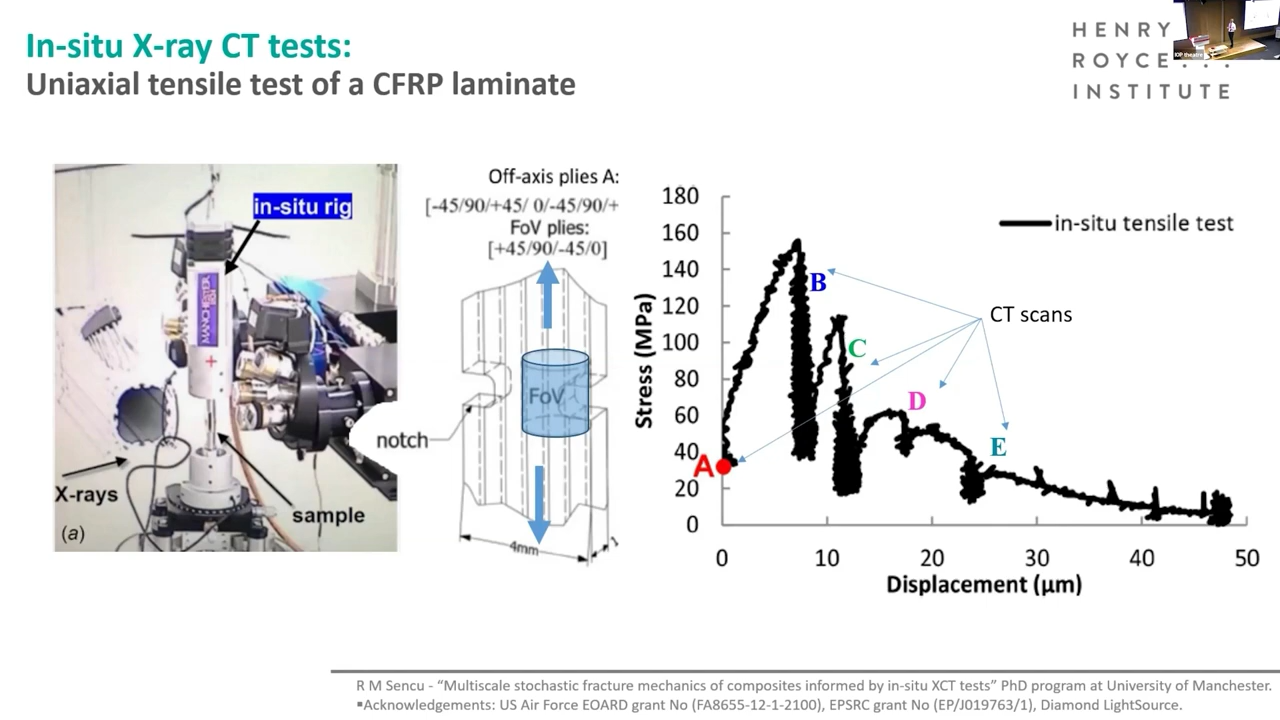 In-situ X-ray CT tests:
Uniaxial tensile test of a CFRP laminate
HENRY
ROYCE
INSTITUTE
IOP theatre
in-situ rig
MANCHESTER
X-rays
sample
(a)
Off-axis plies A:
[-45/90/+45/ 0/-45/90/+
FoV plies:
[+45/90/-45/0]
FoV
notch
4mm
1
Stress (MPa)
180
160
140
120
100
80
60
40
20
0
in-situ tensile test
CT scans
A
B
C
D
E
0 10 20 30 40 50
Displacement (µm)
R M Sencu - “Multiscale stochastic fracture mechanics of composites informed by in-situ XCT tests” PhD program at University of Manchester.
▪Acknowledgements: US Air Force EOARD grant No (FA8655-12-1-2100), EPSRC grant No (EP/J019763/1), Diamond LightSource.